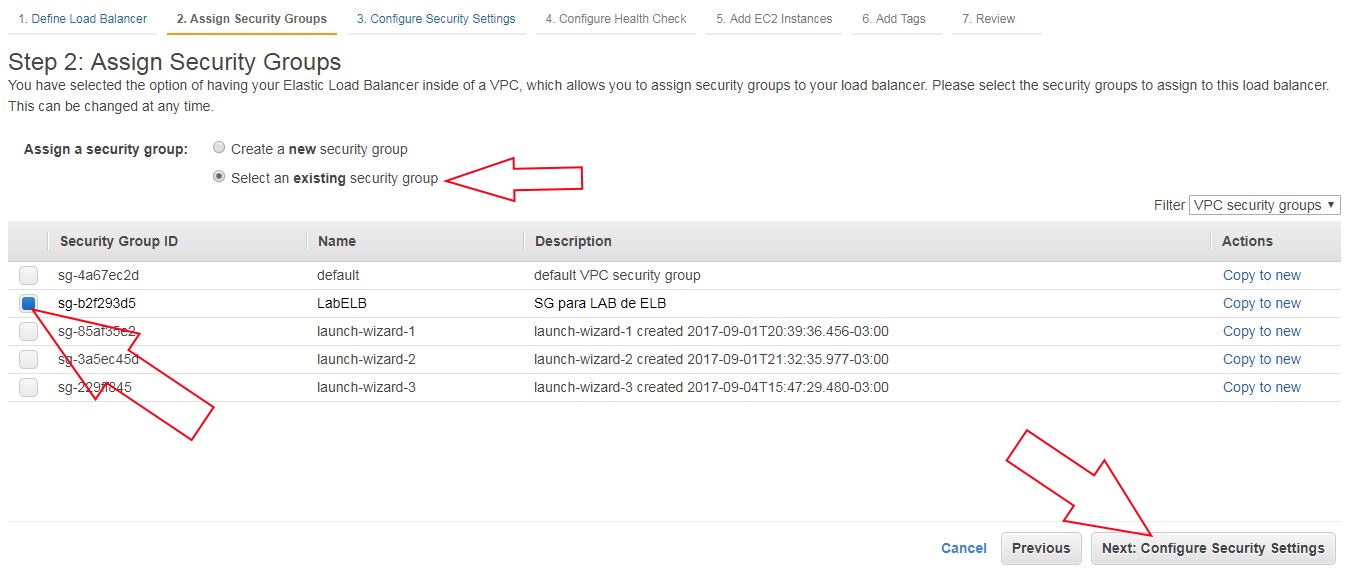 1. Define Load Balancer 2. Assign Security Groups 3. Configure Security Settings 4. Configure Health Check 5. Add EC2 Instances 6. Add Tags 7. Review
Step 2: Assign Security Groups
You have selected the option of having your Elastic Load Balancer inside of a VPC, which allows you to assign security groups to your load balancer. Please select the security groups to assign to this load balancer.
This can be changed at any time.
Assign a security group: Create a new security group
Select an existing security group
Filter VPC security groups
Security Group ID Name Description Actions
sg-4a67ec2d default default VPC security group Copy to new
sg-b2f293d5 LabELB SG para LAB de ELB Copy to new
sg-85af35e2 launch-wizard-1 launch-wizard-1 created 2017-09-01T20:39:36.456-03:00 Copy to new
sg-3a5ec45d launch-wizard-2 launch-wizard-2 created 2017-09-01T21:32:35.977-03:00 Copy to new
launch-wizard-3 launch-wizard-3 created 2017-09-04T15:47:29.480-03:00 Copy to new
Cancel Previous Next: Configure Security Settings